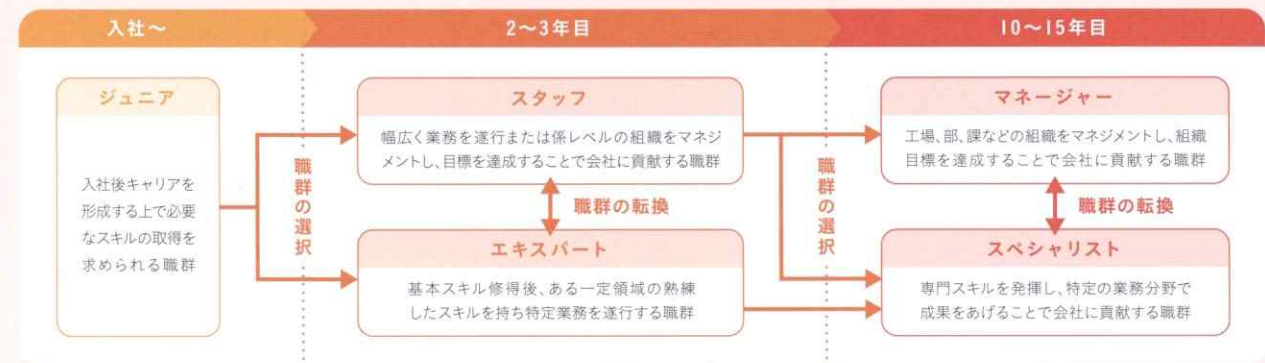 入社～
2～3年目
10～15年目
ジュニア
入社後キャリアを
形成する上で必要
なスキルの取得を
求められる職群
職群の選択
スタッフ
幅広く業務を遂行または係レベルの組織をマネジ
メントし、目標を達成することで会社に貢献する職群
職群の転換
エキスパート
基本スキル修得後、ある一定領域の熟練
したスキルを持ち特定業務を遂行する職群
職群の選択
マネージャー
工場、部、課などの組織をマネジメントし、組織
目標を達成することで会社に貢献する職群
職群の転換
スペシャリスト
専門スキルを発揮し、特定の業務分野で
成果をあげることで会社に貢献する職群